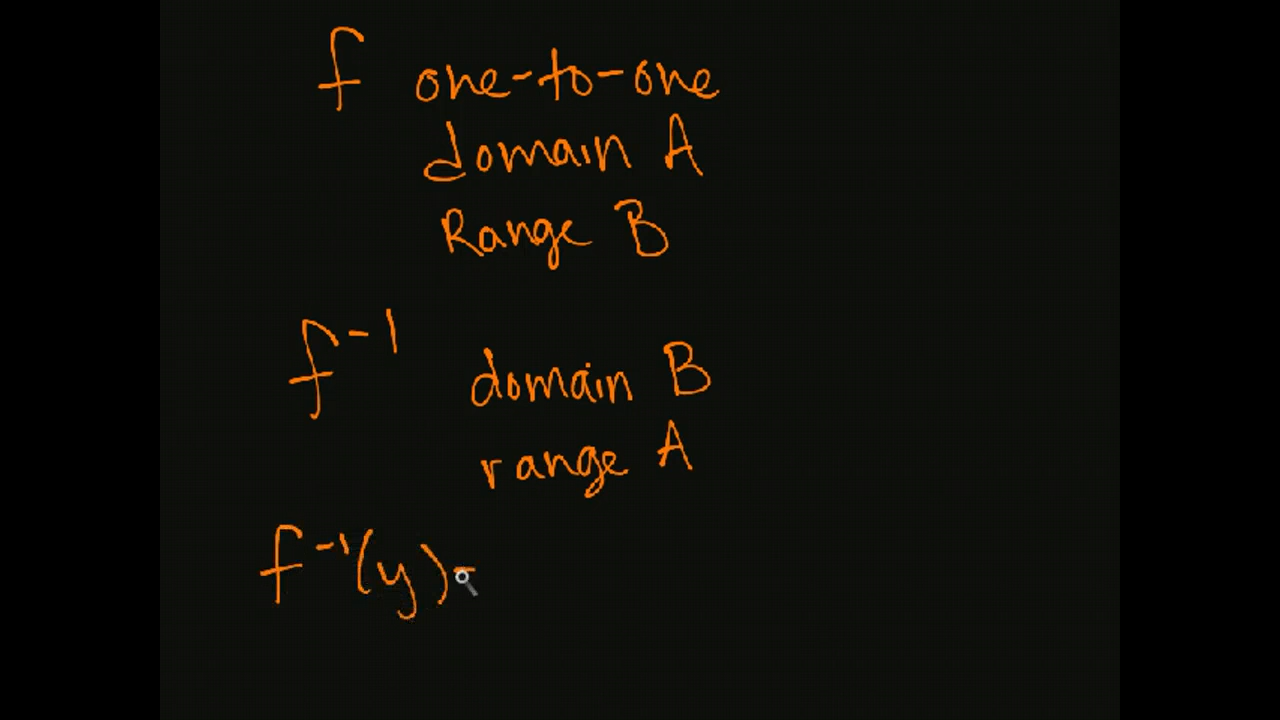 f one-to-one
domain A
Range B
f⁻¹ domain B
range A
f⁻¹(y) =